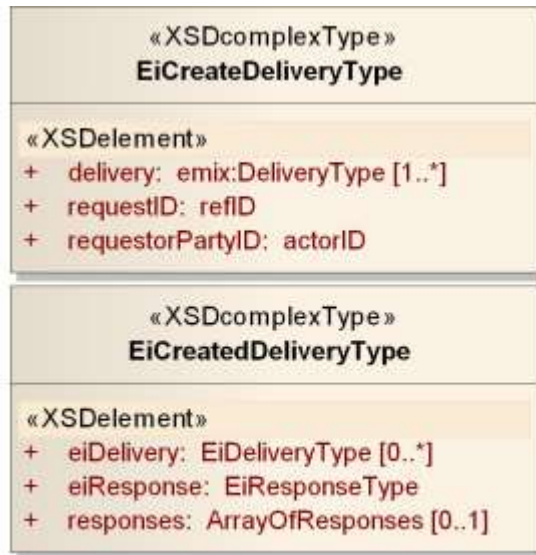 «XSDcomplexType»
EiCreateDeliveryType
«XSDelement»
+ delivery: emix:DeliveryType [1..*]
+ requestID: refID
+ requestorPartyID: actorID
«XSDcomplexType»
EiCreatedDeliveryType
«XSDelement»
+ eiDelivery: EiDeliveryType [0..*]
+ eiResponse: EiResponseType
+ responses: ArrayOfResponses [0..1]